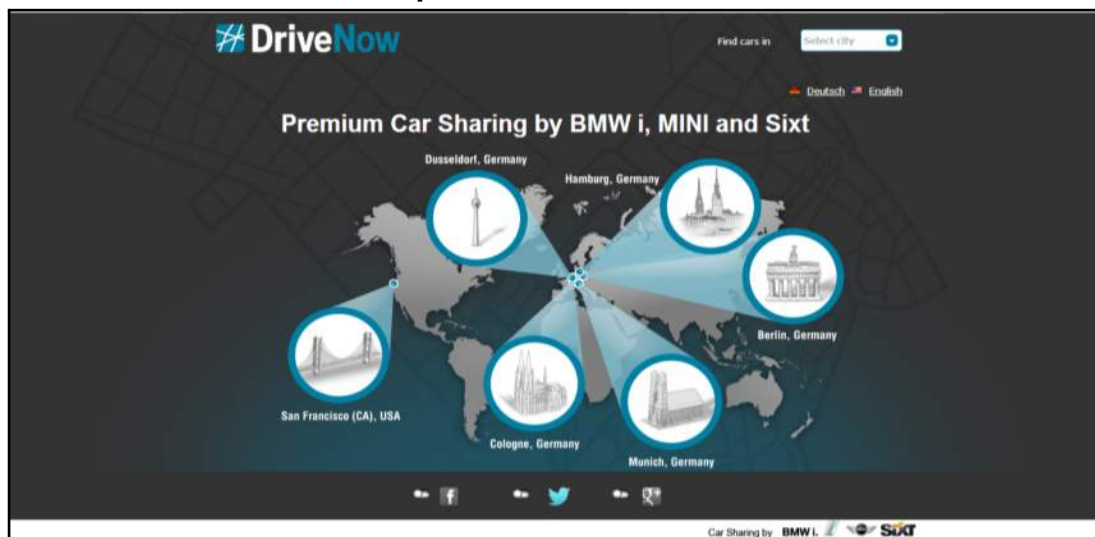 DriveNow
Find cars in
Select city
Deutsch
English
Premium Car Sharing by BMW i, MINI and Sixt
Dusseldorf, Germany
Hamburg, Germany
Berlin, Germany
San Francisco (CA), USA
Cologne, Germany
Munich, Germany
Car Sharing by BMW i. SiXT